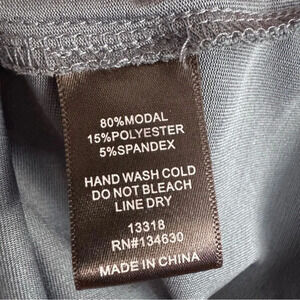 80%MODAL
15%POLYESTER
5%SPANDEX
HAND WASH COLD
DO NOT BLEACH
LINE DRY
13318
RN#134630
MADE IN CHINA